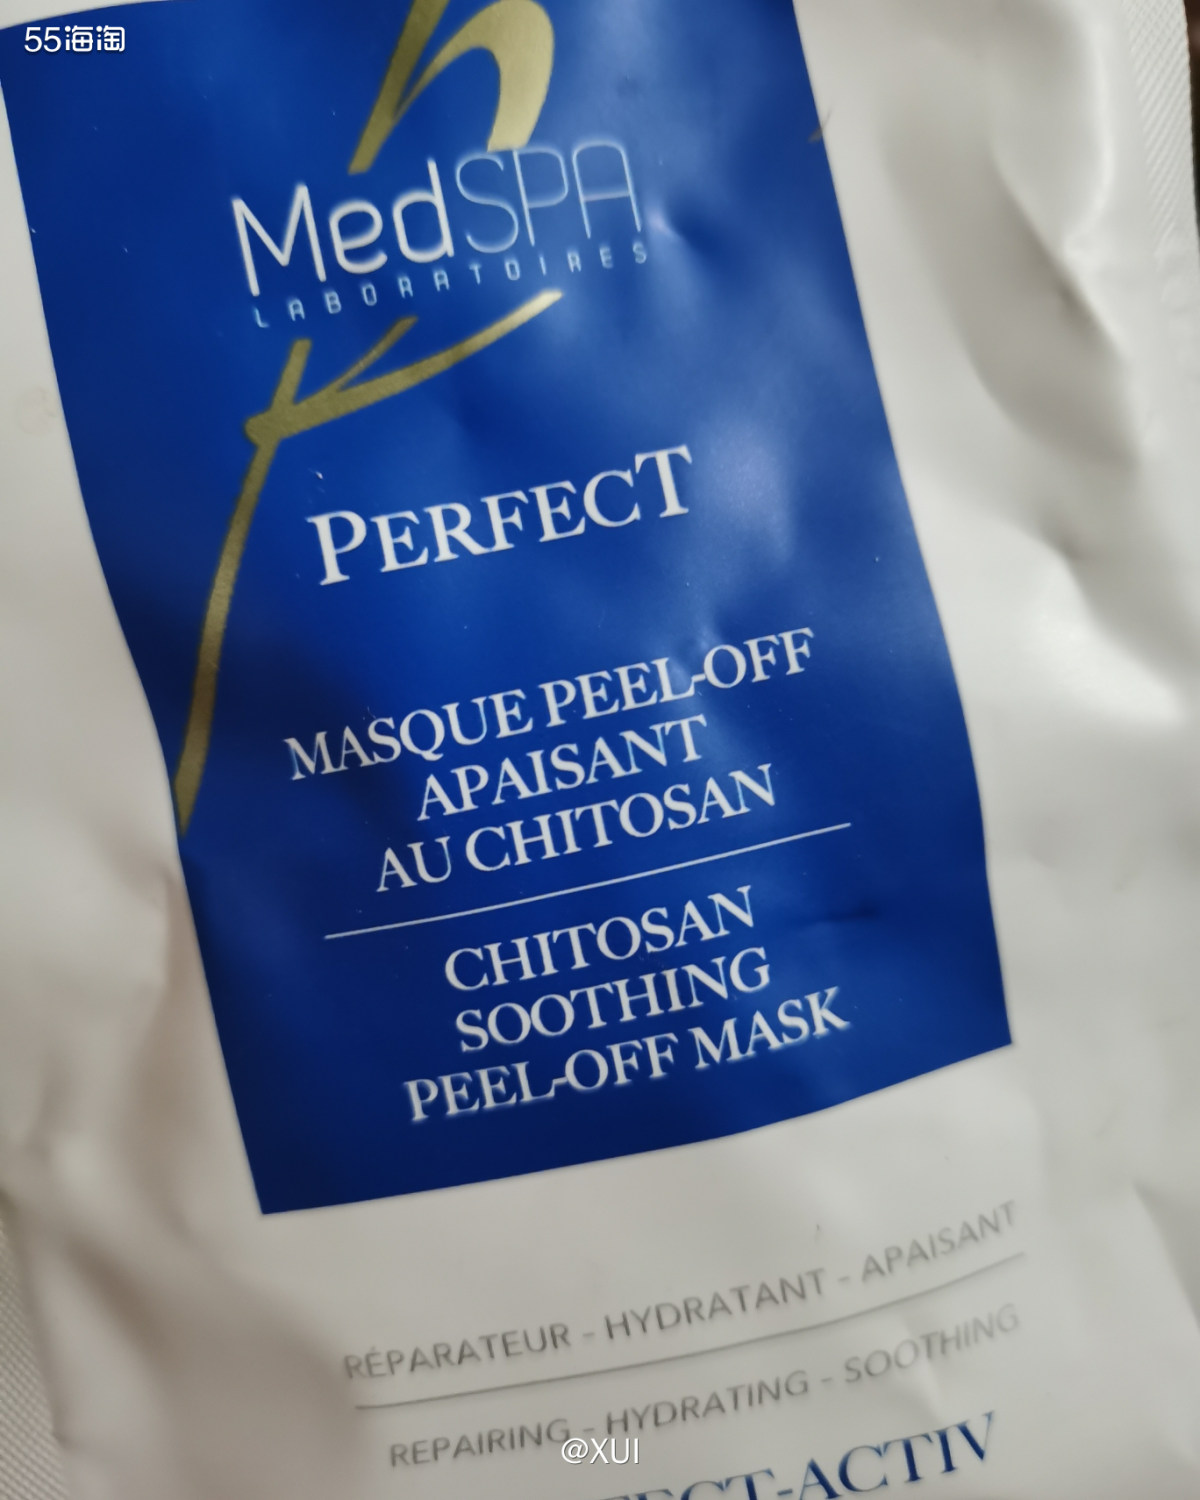 55海淘
MedSPA
LABORATOIRES
PERFECT
MASQUE PEEL-OFF
APAISANT
AU CHITOSAN
CHITOSAN
SOOTHING
PEEL-OFF MASK
RÉPARATEUR - HYDRATANT - APAISANT
REPAIRING - HYDRATING - SOOTHING
@XUI